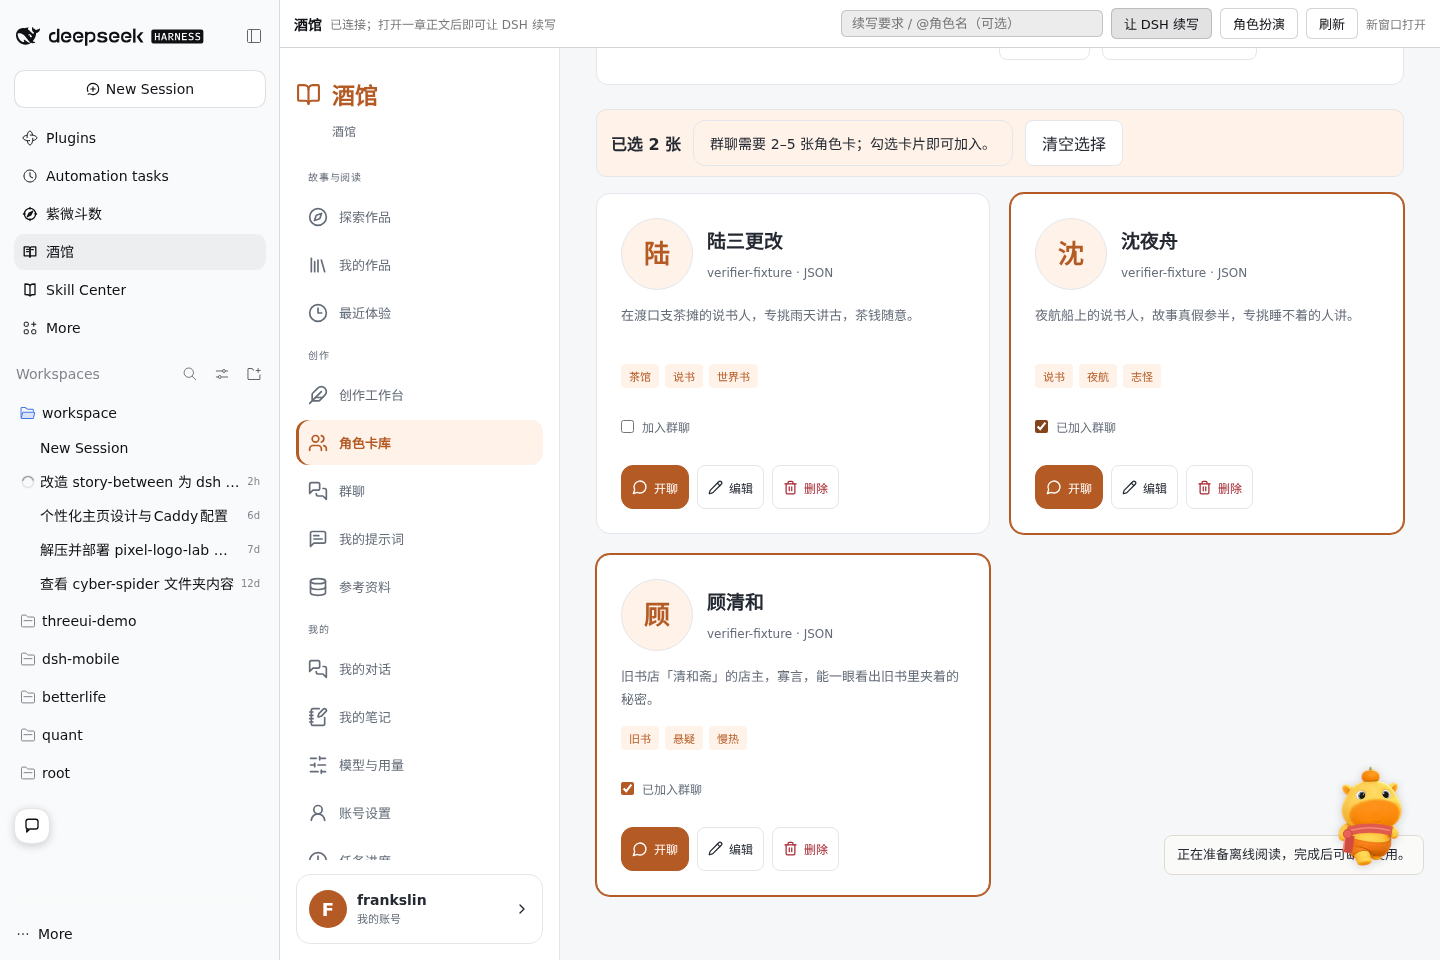 deepseek HARNESS
New Session
Plugins
Automation tasks
紫微斗数
酒馆
Skill Center
More
Workspaces
workspace
New Session
改造 story-between 为 dsh ... 2h
个性化主页设计与Caddy配置 6d
解压并部署 pixel-logo-lab ... 7d
查看 cyber-spider 文件夹内容 12d
threeui-demo
dsh-mobile
betterlife
quant
root
More
酒馆 已连接；打开一章正文后即可让 DSH 续写
续写要求 / @角色名（可选） 让 DSH 续写 角色扮演 刷新 新窗口打开
酒馆
酒馆
故事与阅读
探索作品
我的作品
最近体验
创作
创作工作台
角色卡库
群聊
我的提示词
参考资料
我的
我的对话
我的笔记
模型与用量
账号设置
F frankslin
我的账号
已选 2 张 群聊需要 2–5 张角色卡；勾选卡片即可加入。 清空选择
陆 陆三更改
verifier-fixture · JSON
在渡口支茶摊的说书人，专挑雨天讲古，茶钱随意。
茶馆 说书 世界书
加入群聊
开聊 编辑 删除
沈 沈夜舟
verifier-fixture · JSON
夜航船上的说书人，故事真假参半，专挑睡不着的人讲。
说书 夜航 志怪
已加入群聊
开聊 编辑 删除
顾 顾清和
verifier-fixture · JSON
旧书店「清和斋」的店主，寡言，能一眼看出旧书里夹着的
秘密。
旧书 悬疑 慢热
已加入群聊
开聊 编辑 删除
正在准备离线阅读，完成后可 用。